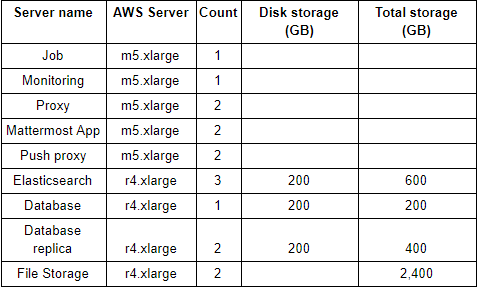 Server name AWS Server Count Disk storage (GB) Total storage (GB)
Job m5.xlarge 1
Monitoring m5.xlarge 1
Proxy m5.xlarge 2
Mattermost App m5.xlarge 2
Push proxy m5.xlarge 2
Elasticsearch r4.xlarge 3 200 600
Database r4.xlarge 1 200 200
Database
replica r4.xlarge 2 200 400
File Storage r4.xlarge 2 2,400